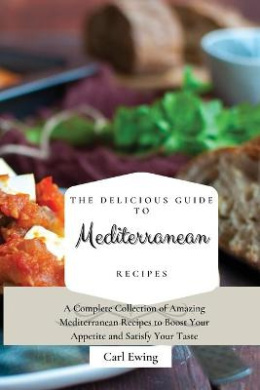 THE DELICIOUS GUIDE
TO
Mediterranean
RECIPES
A Complete Collection of Amazing
Mediterranean Recipes to Boost Your
Appetite and Satisfy Your Taste
Carl Ewing